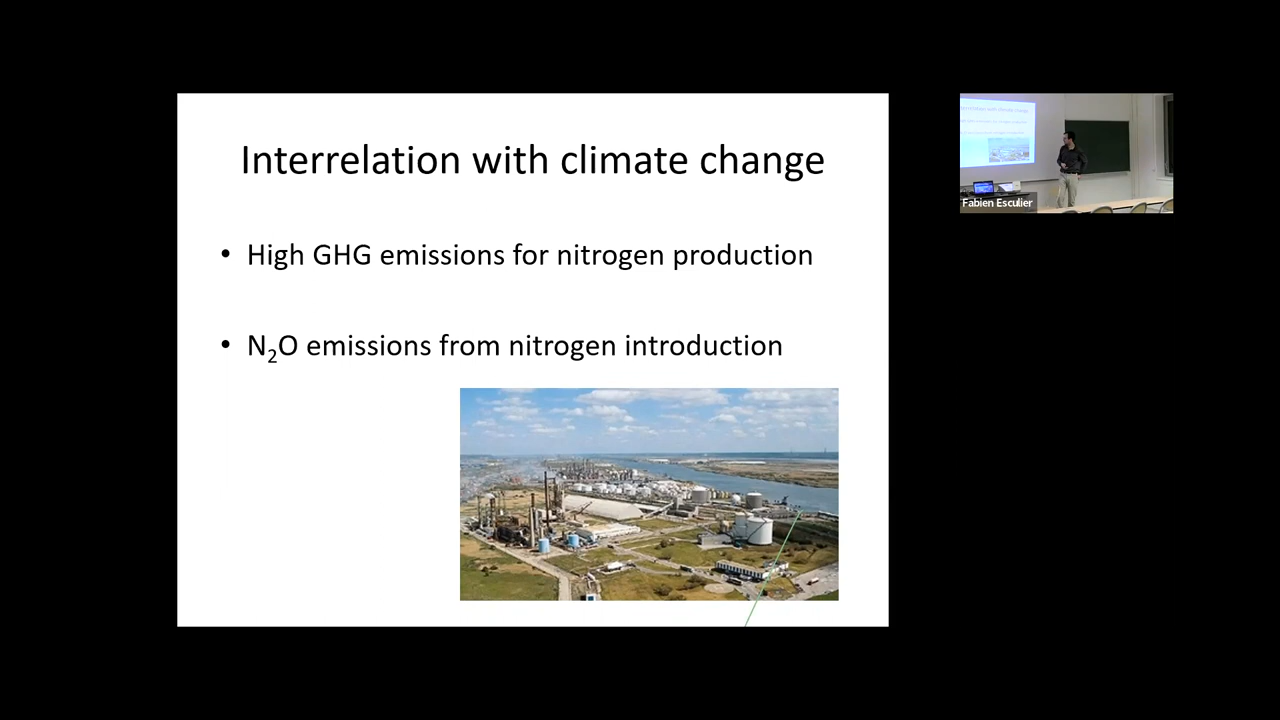 Interrelation with climate change
• High GHG emissions for nitrogen production
• N₂O emissions from nitrogen introduction
Fabien Esculier